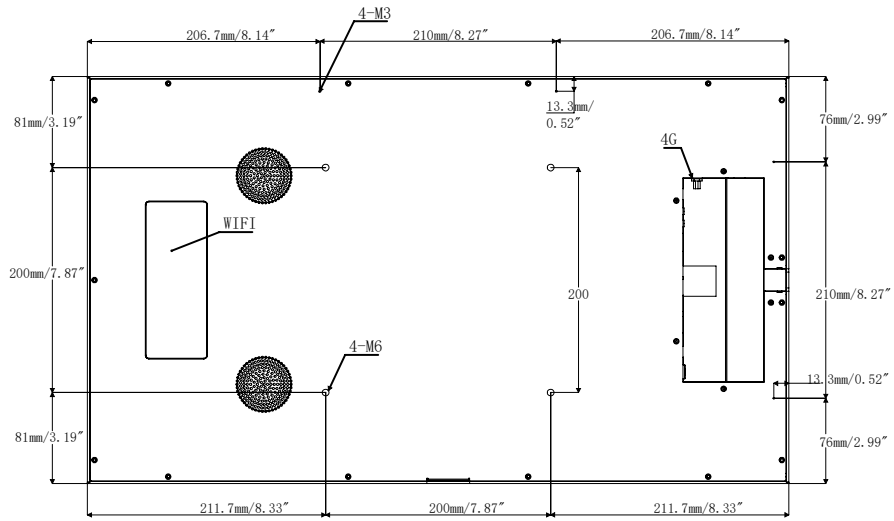 4-M3
206.7mm/8.14"
210mm/8.27"
206.7mm/8.14"
81mm/3.19"
13.3mm/
0.52"
76mm/2.99"
4G
WIFI
200mm/7.87"
200
210mm/8.27"
4-M6
13.3mm/0.52"
81mm/3.19"
76mm/2.99"
211.7mm/8.33"
200mm/7.87"
211.7mm/8.33"